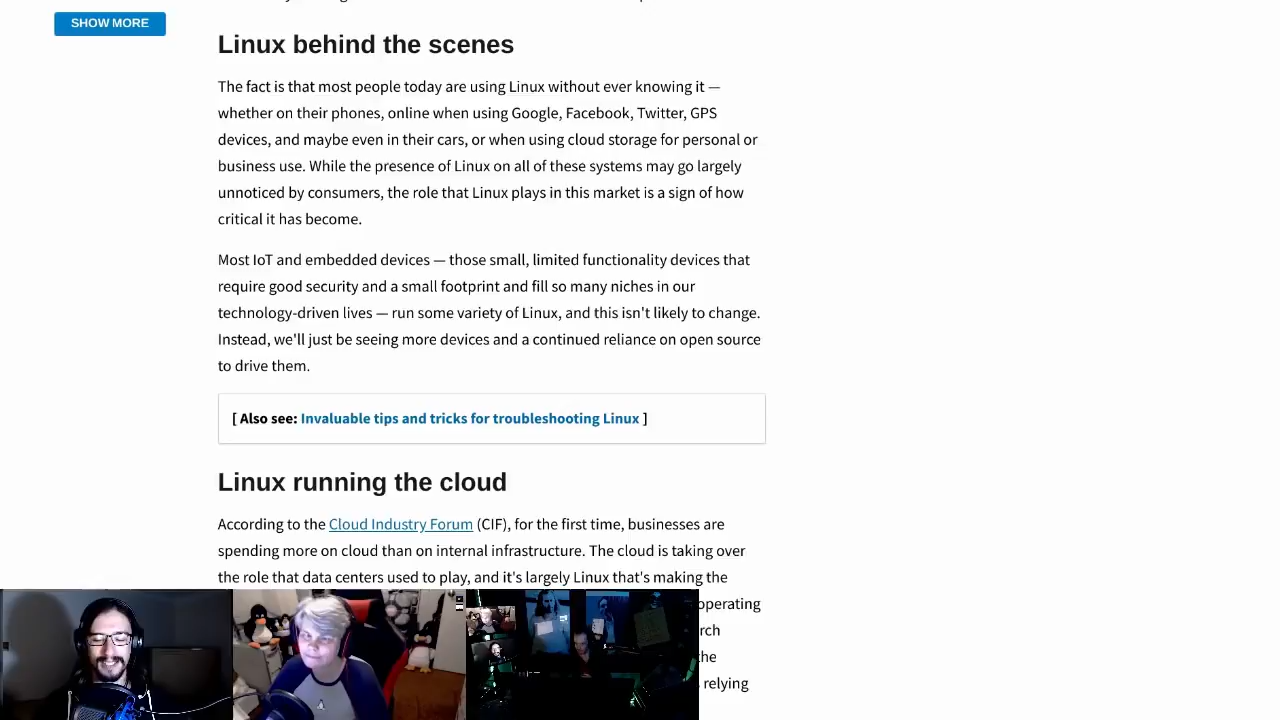 SHOW MORE
Linux behind the scenes
The fact is that most people today are using Linux without ever knowing it —
whether on their phones, online when using Google, Facebook, Twitter, GPS
devices, and maybe even in their cars, or when using cloud storage for personal or
business use. While the presence of Linux on all of these systems may go largely
unnoticed by consumers, the role that Linux plays in this market is a sign of how
critical it has become.
Most IoT and embedded devices — those small, limited functionality devices that
require good security and a small footprint and fill so many niches in our
technology-driven lives — run some variety of Linux, and this isn't likely to change.
Instead, we'll just be seeing more devices and a continued reliance on open source
to drive them.
[ Also see: Invaluable tips and tricks for troubleshooting Linux ]
Linux running the cloud
According to the Cloud Industry Forum (CIF), for the first time, businesses are
spending more on cloud than on internal infrastructure. The cloud is taking over
the role that data centers used to play, and it's largely Linux that's making the
operating
relying